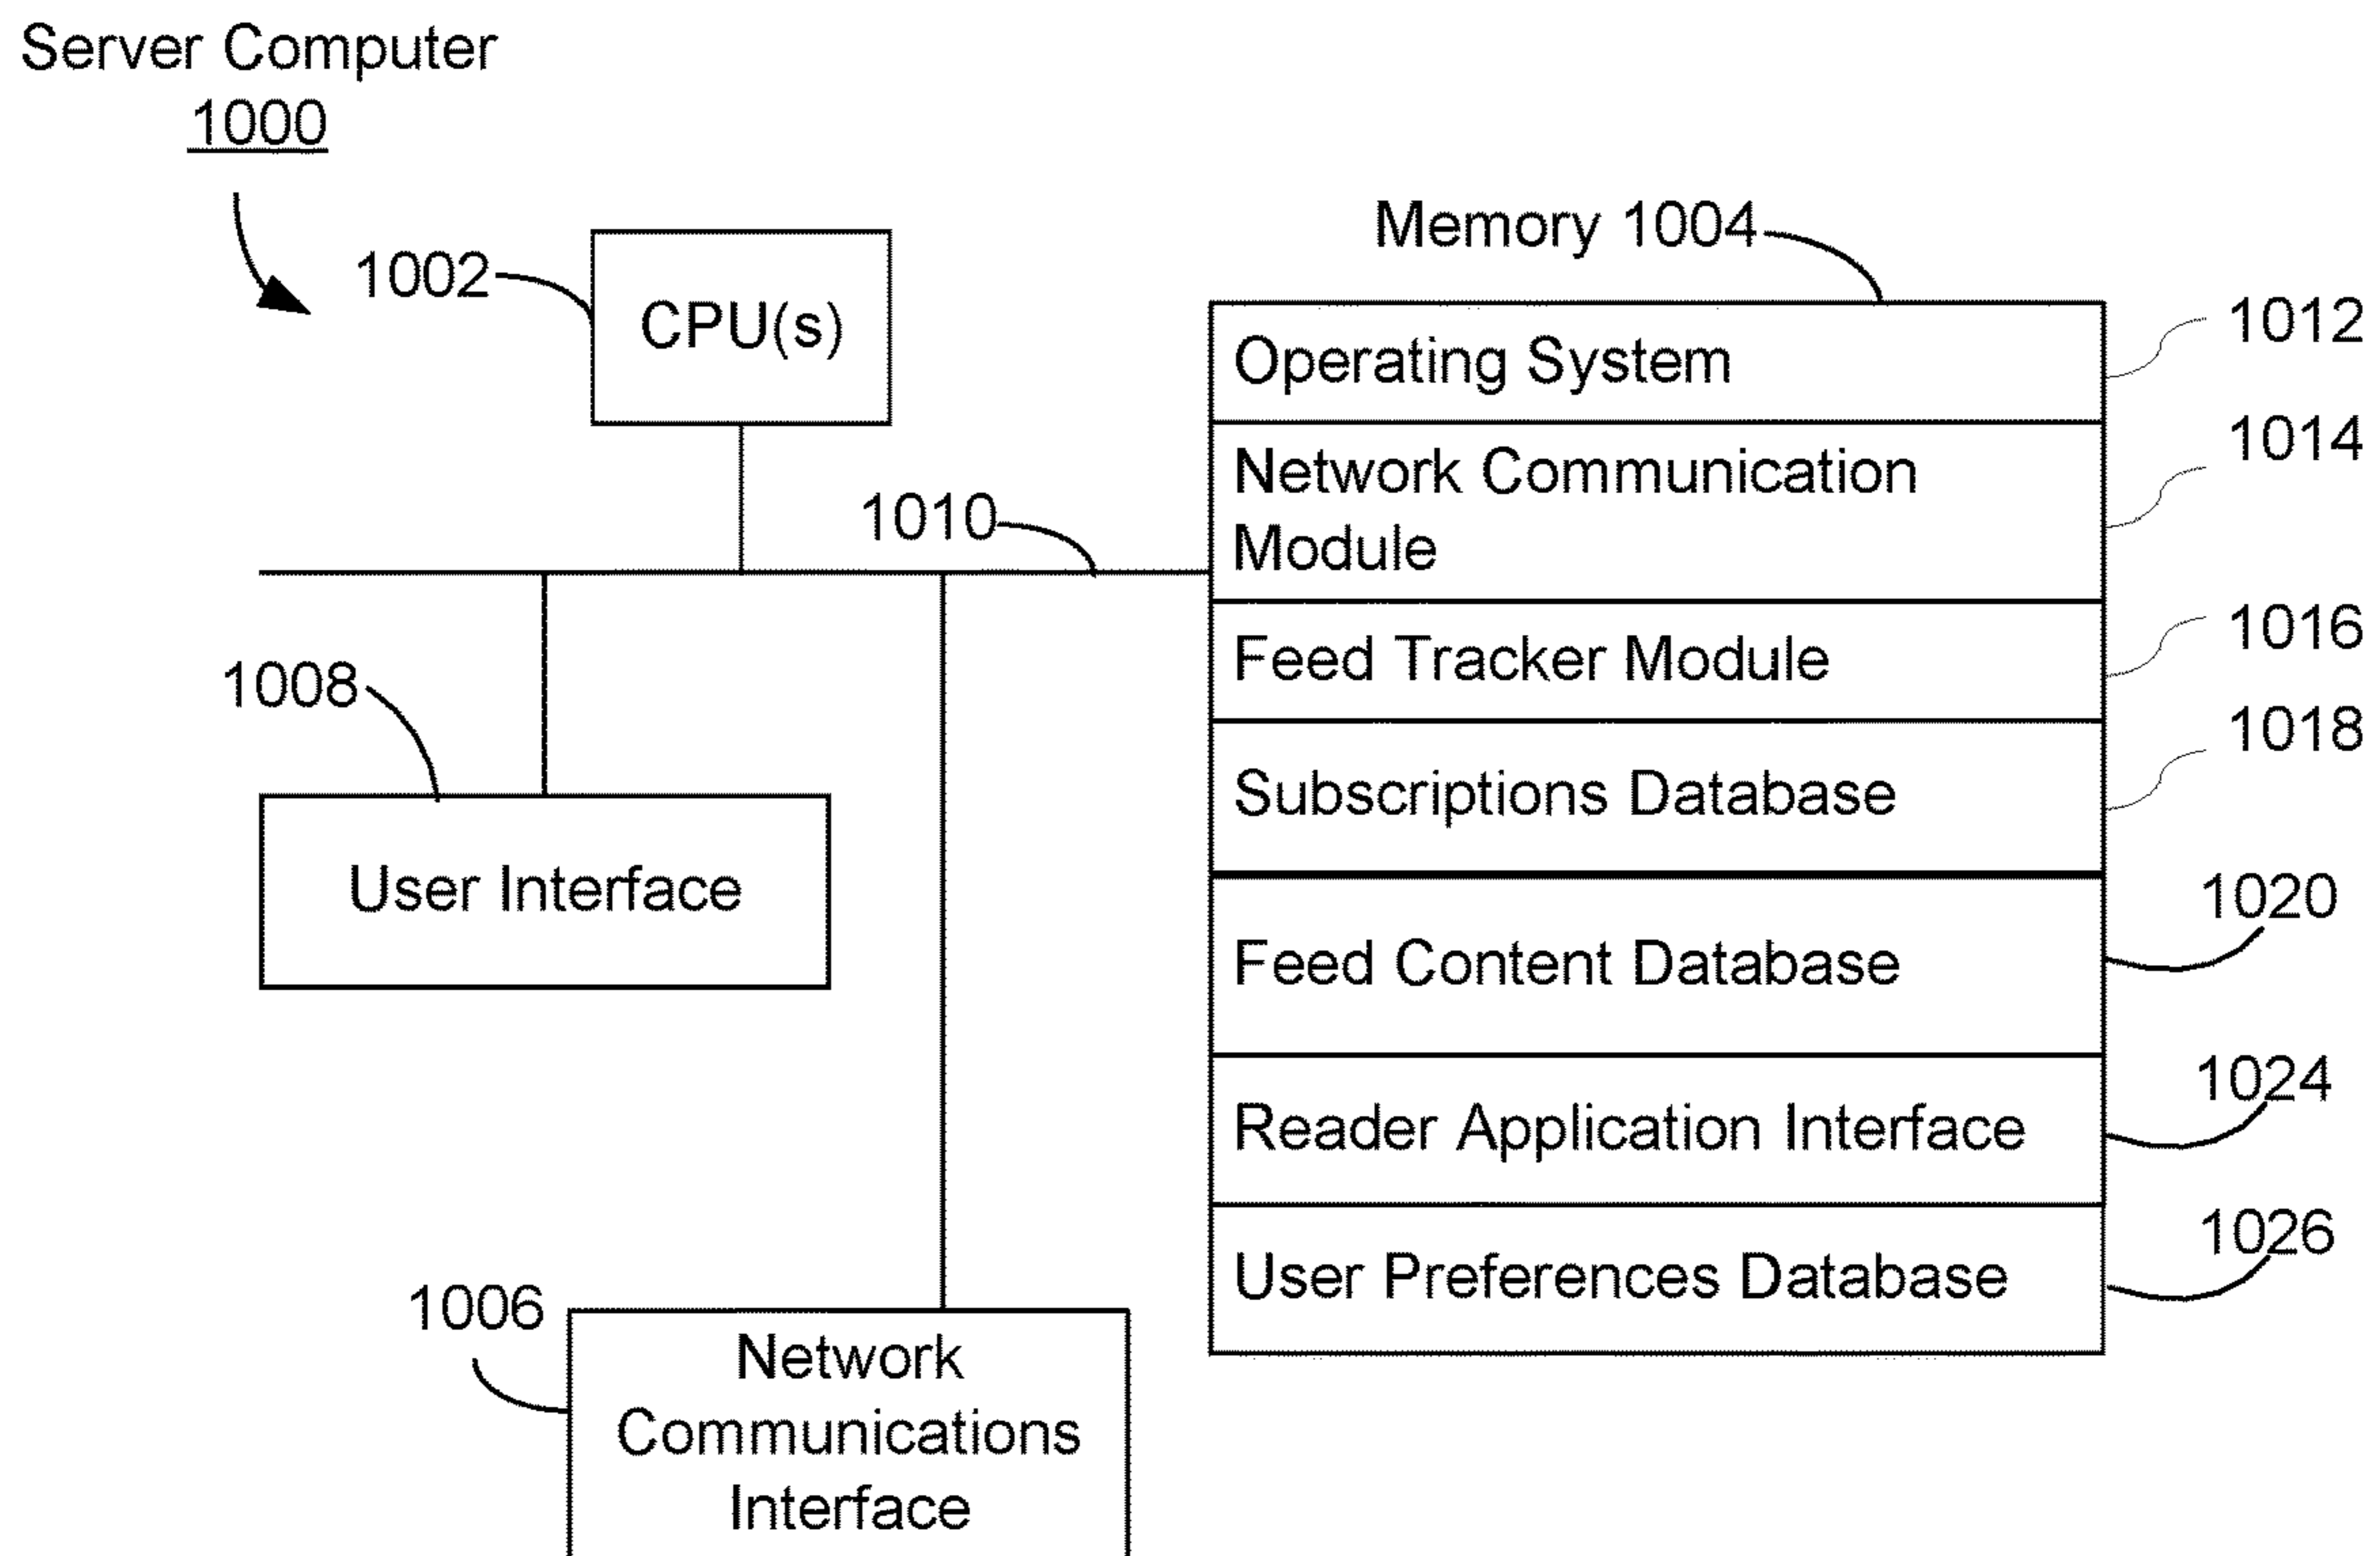 Server Computer
1000
1002
CPU(s)
Memory 1004
1010
1008
User Interface
1006
Network
Communications
Interface
Operating System
1012
Network Communication
Module
1014
Feed Tracker Module
1016
Subscriptions Database
1018
Feed Content Database
1020
Reader Application Interface
1024
User Preferences Database
1026